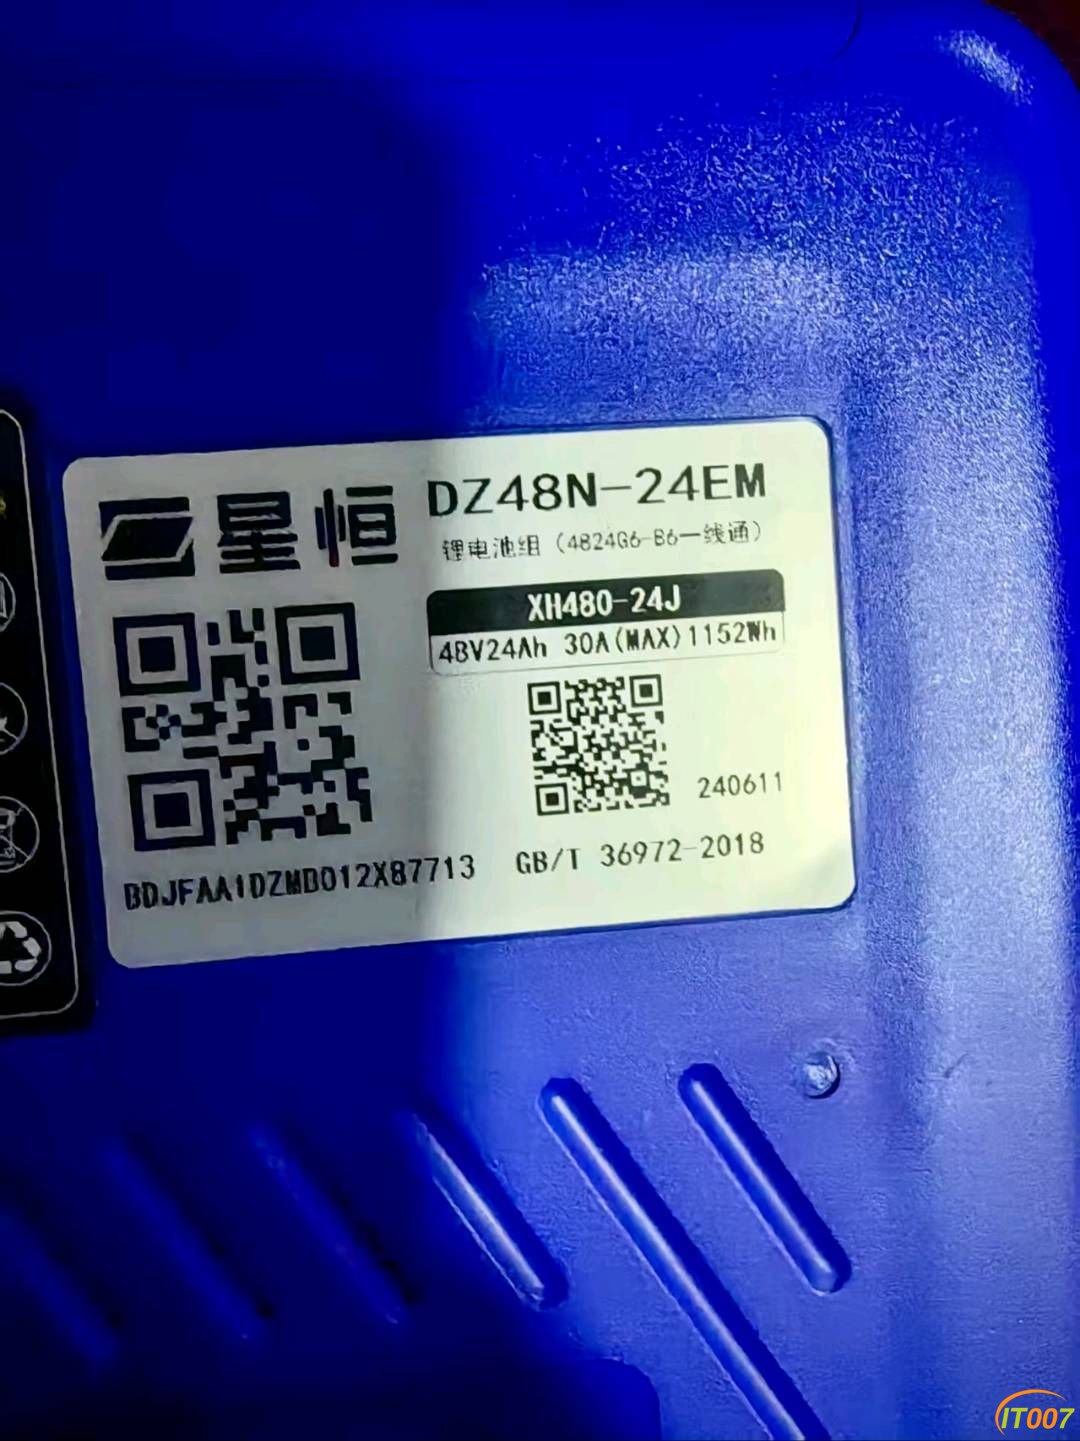 星恒
DZ48N-24EM
锂电池组（4824G6-B6一线通）
XH480-24J
48V24Ah 30A(MAX)1152Wh
240611
BDJFAA1DZMB012X87713
GB/T 36972-2018
IT007